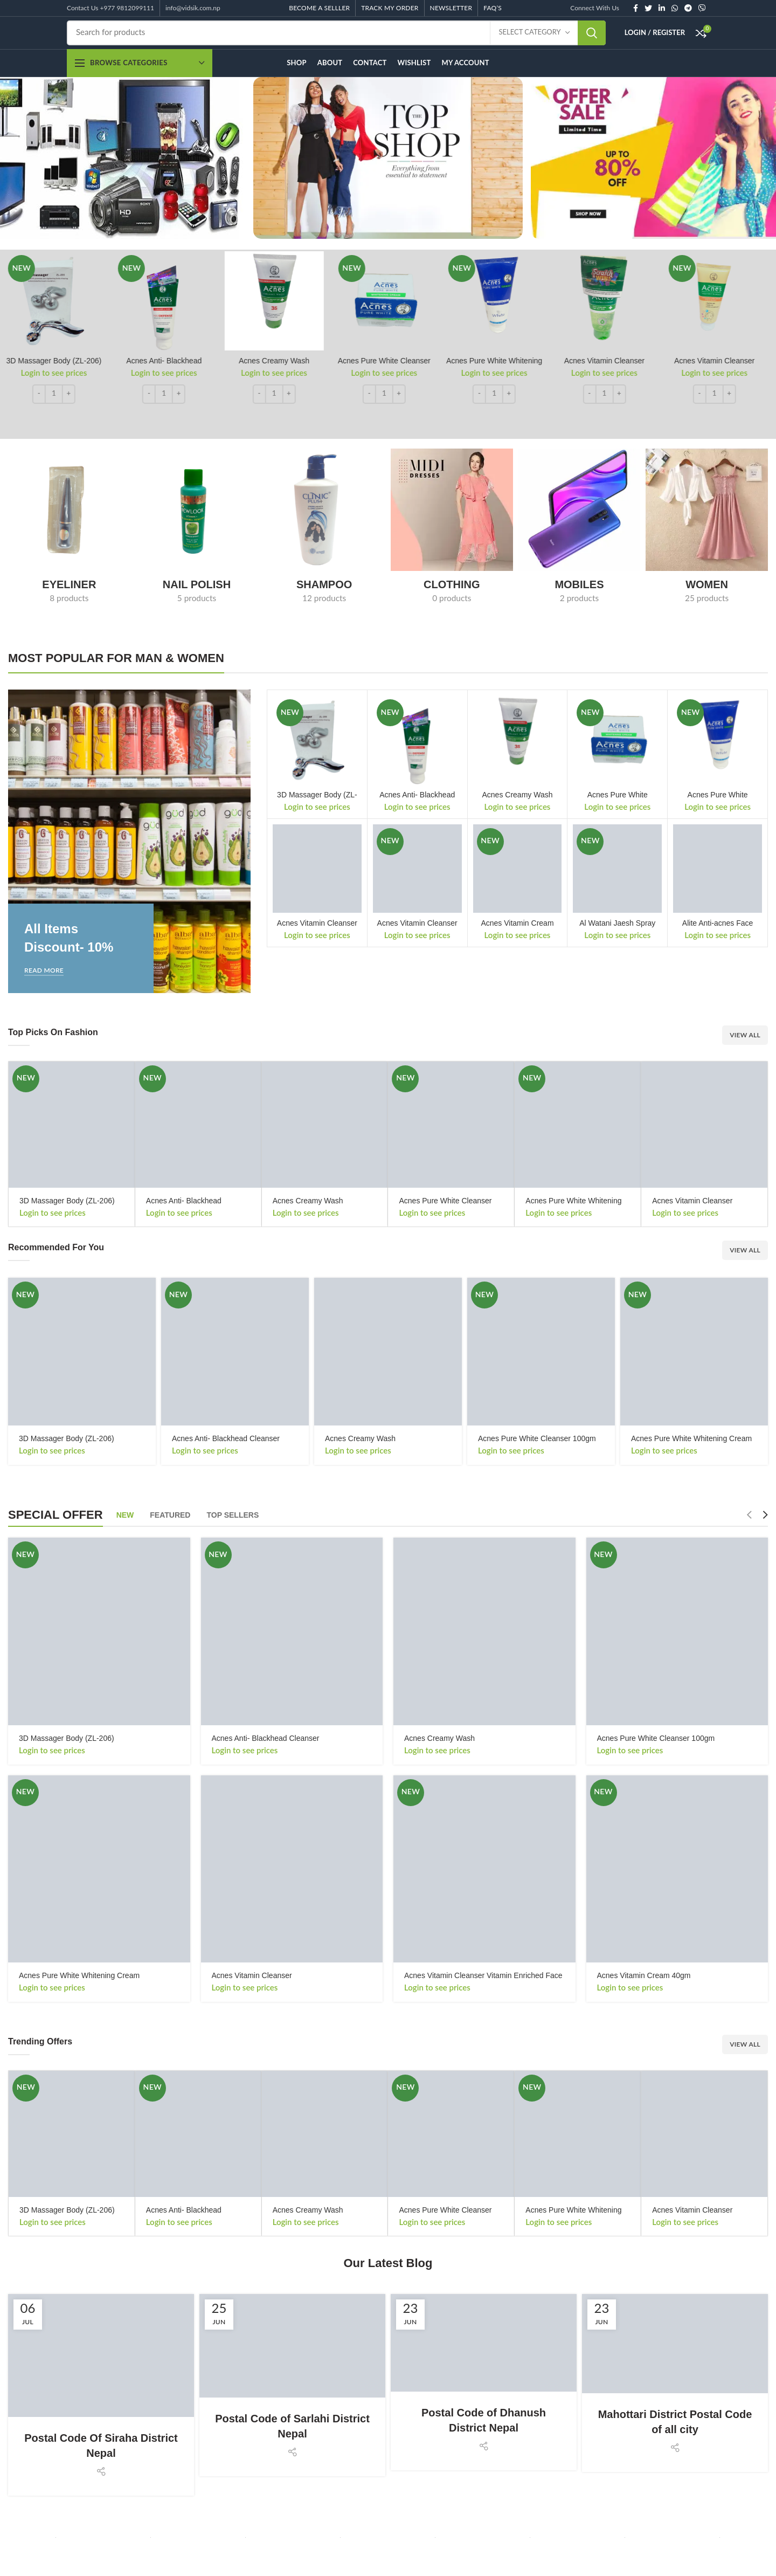 Contact Us +977 9812099111 info@vidsik.com.np BECOME A SELLLER TRACK MY ORDER NEWSLETTER FAQ'S Connect With Us
Search for products SELECT CATEGORY LOGIN / REGISTER 0
BROWSE CATEGORIES SHOP ABOUT CONTACT WISHLIST MY ACCOUNT
THE
TOP
SHOP
Everything from
essential to statement
OFFER
SALE
Limited Time
UP TO
80%
OFF
SHOP NOW
NEW NEW NEW NEW NEW
3D Massager Body (ZL-206) Acnes Anti- Blackhead Acnes Creamy Wash Acnes Pure White Cleanser Acnes Pure White Whitening Acnes Vitamin Cleanser Acnes Vitamin Cleanser
Login to see prices Login to see prices Login to see prices Login to see prices Login to see prices Login to see prices Login to see prices
- 1 + - 1 + - 1 + - 1 + - 1 + - 1 + - 1 +
CLINIC
PLUS+
MIDI
DRESSES
EYELINER NAIL POLISH SHAMPOO CLOTHING MOBILES WOMEN
8 products 5 products 12 products 0 products 2 products 25 products
MOST POPULAR FOR MAN & WOMEN
All Items
Discount- 10%
READ MORE
NEW NEW NEW NEW
3D Massager Body (ZL- Acnes Anti- Blackhead Acnes Creamy Wash Acnes Pure White Acnes Pure White
Login to see prices Login to see prices Login to see prices Login to see prices Login to see prices
NEW NEW NEW
Acnes Vitamin Cleanser Acnes Vitamin Cleanser Acnes Vitamin Cream Al Watani Jaesh Spray Alite Anti-acnes Face
Login to see prices Login to see prices Login to see prices Login to see prices Login to see prices
Top Picks On Fashion VIEW ALL
NEW NEW NEW NEW
3D Massager Body (ZL-206) Acnes Anti- Blackhead Acnes Creamy Wash Acnes Pure White Cleanser Acnes Pure White Whitening Acnes Vitamin Cleanser
Login to see prices Login to see prices Login to see prices Login to see prices Login to see prices Login to see prices
Recommended For You VIEW ALL
NEW NEW NEW NEW
3D Massager Body (ZL-206) Acnes Anti- Blackhead Cleanser Acnes Creamy Wash Acnes Pure White Cleanser 100gm Acnes Pure White Whitening Cream
Login to see prices Login to see prices Login to see prices Login to see prices Login to see prices
SPECIAL OFFER NEW FEATURED TOP SELLERS
NEW NEW NEW
3D Massager Body (ZL-206) Acnes Anti- Blackhead Cleanser Acnes Creamy Wash Acnes Pure White Cleanser 100gm
Login to see prices Login to see prices Login to see prices Login to see prices
NEW NEW NEW
Acnes Pure White Whitening Cream Acnes Vitamin Cleanser Acnes Vitamin Cleanser Vitamin Enriched Face Acnes Vitamin Cream 40gm
Login to see prices Login to see prices Login to see prices Login to see prices
Trending Offers VIEW ALL
NEW NEW NEW NEW
3D Massager Body (ZL-206) Acnes Anti- Blackhead Acnes Creamy Wash Acnes Pure White Cleanser Acnes Pure White Whitening Acnes Vitamin Cleanser
Login to see prices Login to see prices Login to see prices Login to see prices Login to see prices Login to see prices
Our Latest Blog
06 JUL
Postal Code Of Siraha District
Nepal
25 JUN
Postal Code of Sarlahi District
Nepal
23 JUN
Postal Code of Dhanush
District Nepal
23 JUN
Mahottari District Postal Code
of all city